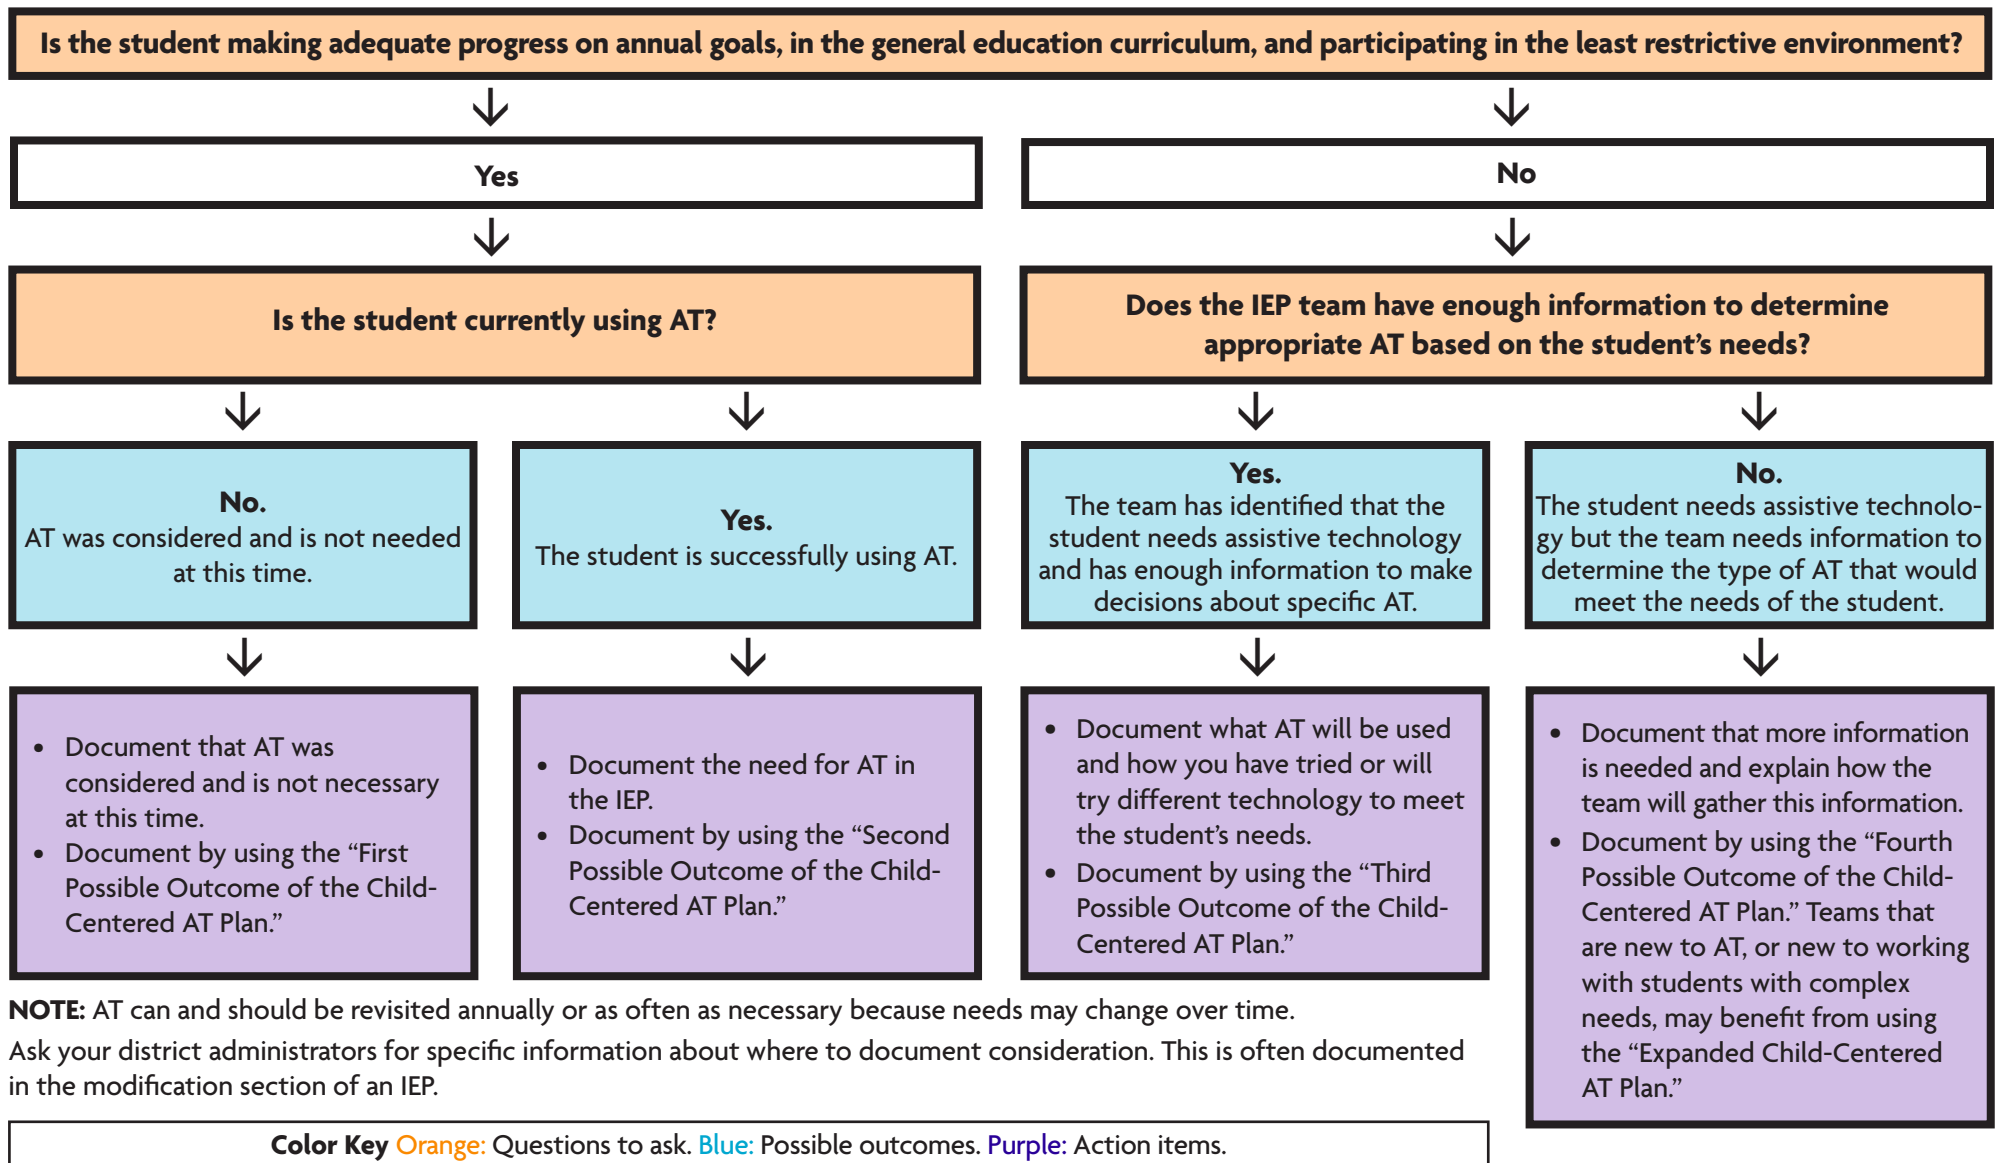 Is the student making adequate progress on annual goals, in the general education curriculum, and participating in the least restrictive environment?
Yes
No
Is the student currently using AT?
Does the IEP team have enough information to determine
appropriate AT based on the student’s needs?
No.
AT was considered and is not needed
at this time.
Yes.
The student is successfully using AT.
Yes.
The team has identified that the
student needs assistive technology
and has enough information to make
decisions about specific AT.
No.
The student needs assistive technolo-
gy but the team needs information to
determine the type of AT that would
meet the needs of the student.
• Document that AT was
considered and is not necessary
at this time.
• Document by using the “First
Possible Outcome of the Child-
Centered AT Plan.”
• Document the need for AT in
the IEP.
• Document by using the “Second
Possible Outcome of the Child-
Centered AT Plan.”
• Document what AT will be used
and how you have tried or will
try different technology to meet
the student’s needs.
• Document by using the “Third
Possible Outcome of the Child-
Centered AT Plan.”
• Document that more information
is needed and explain how the
team will gather this information.
• Document by using the “Fourth
Possible Outcome of the Child-
Centered AT Plan.” Teams that
are new to AT, or new to working
with students with complex
needs, may benefit from using
the “Expanded Child-Centered
AT Plan.”
NOTE: AT can and should be revisited annually or as often as necessary because needs may change over time.
Ask your district administrators for specific information about where to document consideration. This is often documented
in the modification section of an IEP.
Color Key Orange: Questions to ask. Blue: Possible outcomes. Purple: Action items.